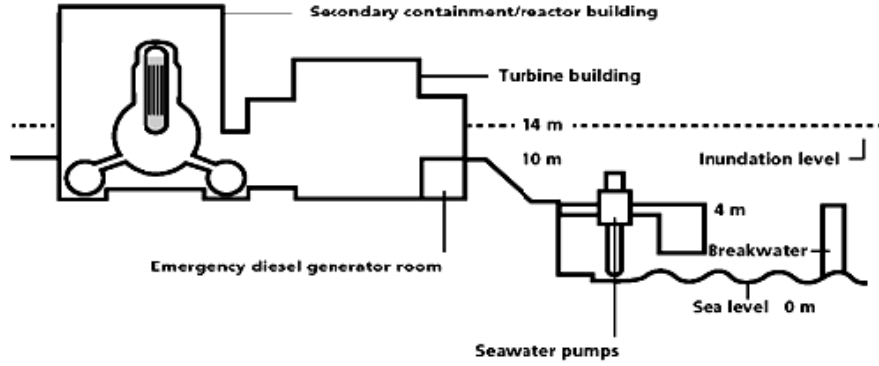 Secondary containment/reactor building
Turbine building
14 m
10 m
Inundation level
4 m
Breakwater
Emergency diesel generator room
Sea level 0 m
Seawater pumps